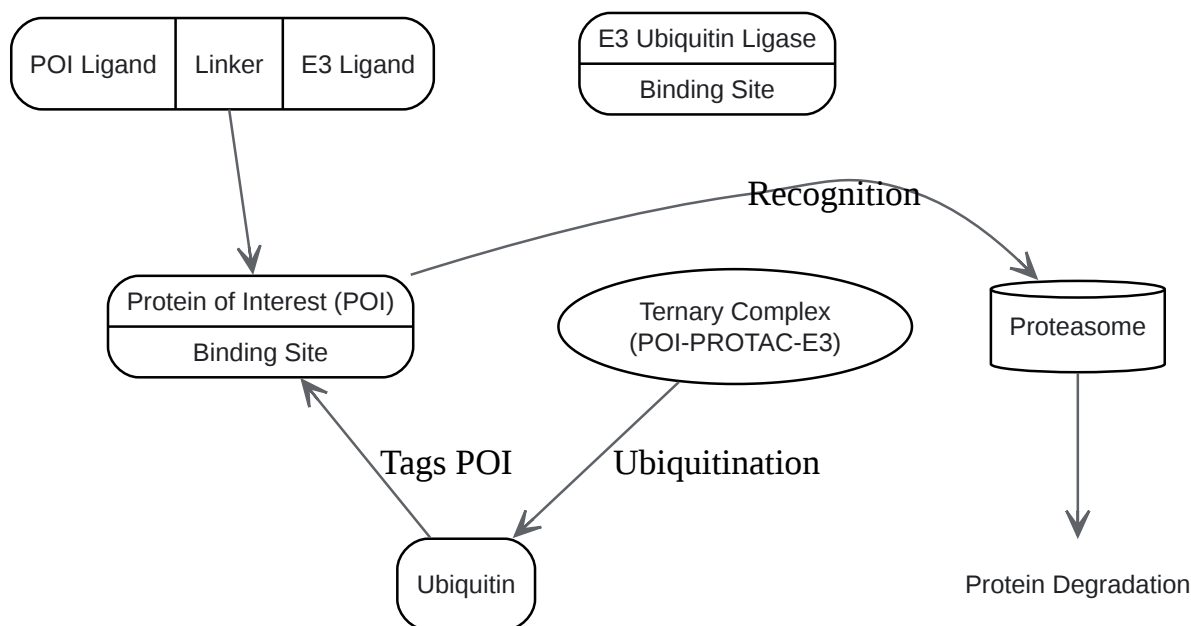 POI Ligand
Linker
E3 Ligand
E3 Ubiquitin Ligase
Binding Site
Recognition
Protein of Interest (POI)
Binding Site
Ternary Complex
(POI-PROTAC-E3)
Proteasome
Tags POI
Ubiquitination
Ubiquitin
Protein Degradation